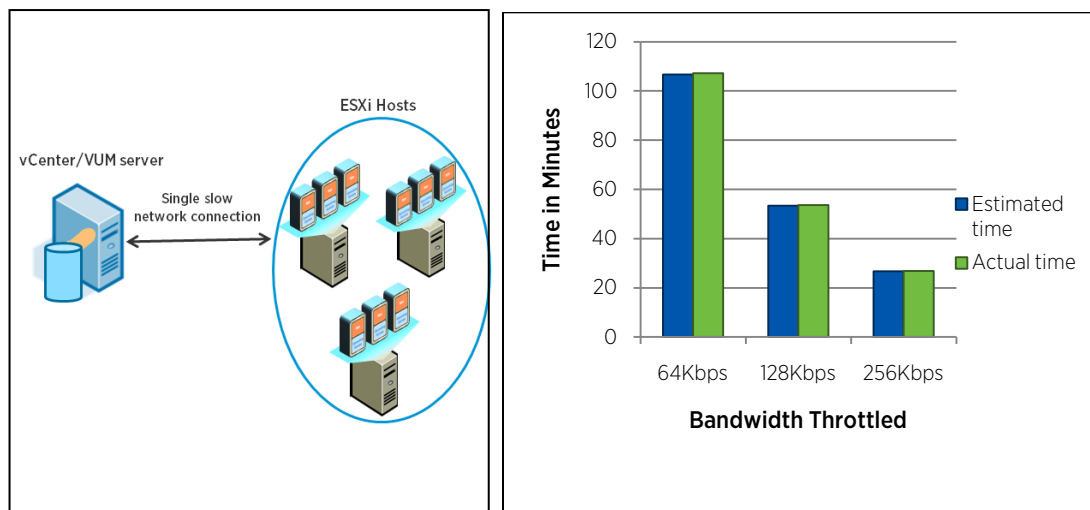 ESXi Hosts
vCenter/VUM server
Single slow
network connection
120
100
80
60
40
20
0
Time in Minutes
64Kbps
128Kbps
256Kbps
Bandwidth Throttled
Estimated
time
Actual time